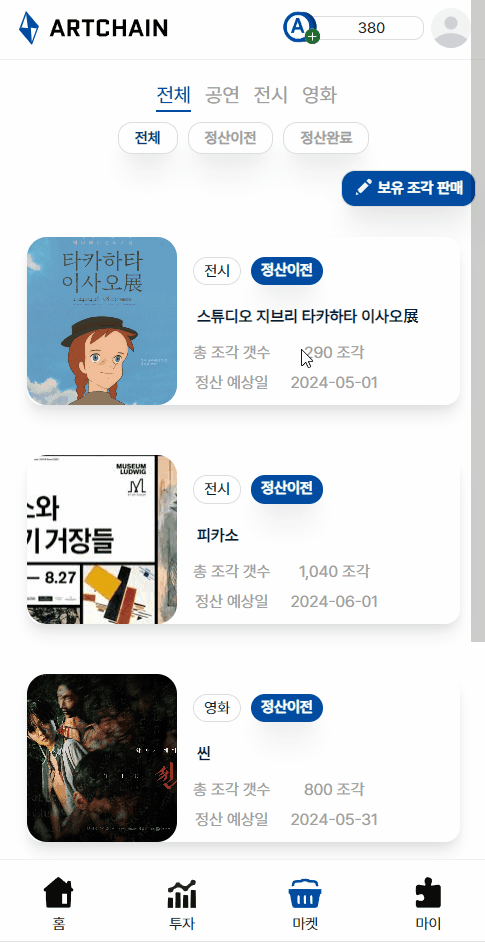 ARTCHAIN
A
380
전체 공연 전시 영화
전체 정산이전 정산완료
보유 조각 판매
타카하타
이사오展
전시 정산이전
스튜디오 지브리 타카하타 이사오展
총 조각 갯수 290 조각
정산 예상일 2024-05-01
MUSEUM
LUDWIG
소와
기 거장들
— 8.27
전시 정산이전
피카소
총 조각 갯수 1,040 조각
정산 예상일 2024-06-01
씬
영화 정산이전
씬
총 조각 갯수 800 조각
정산 예상일 2024-05-31
홈 투자 마켓 마이